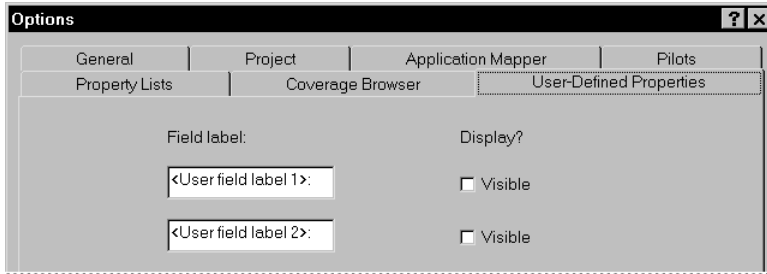 Options
General Project Application Mapper Pilots
Property Lists Coverage Browser User-Defined Properties
Field label: Display?
<User field label 1>: Visible
<User field label 2>: Visible